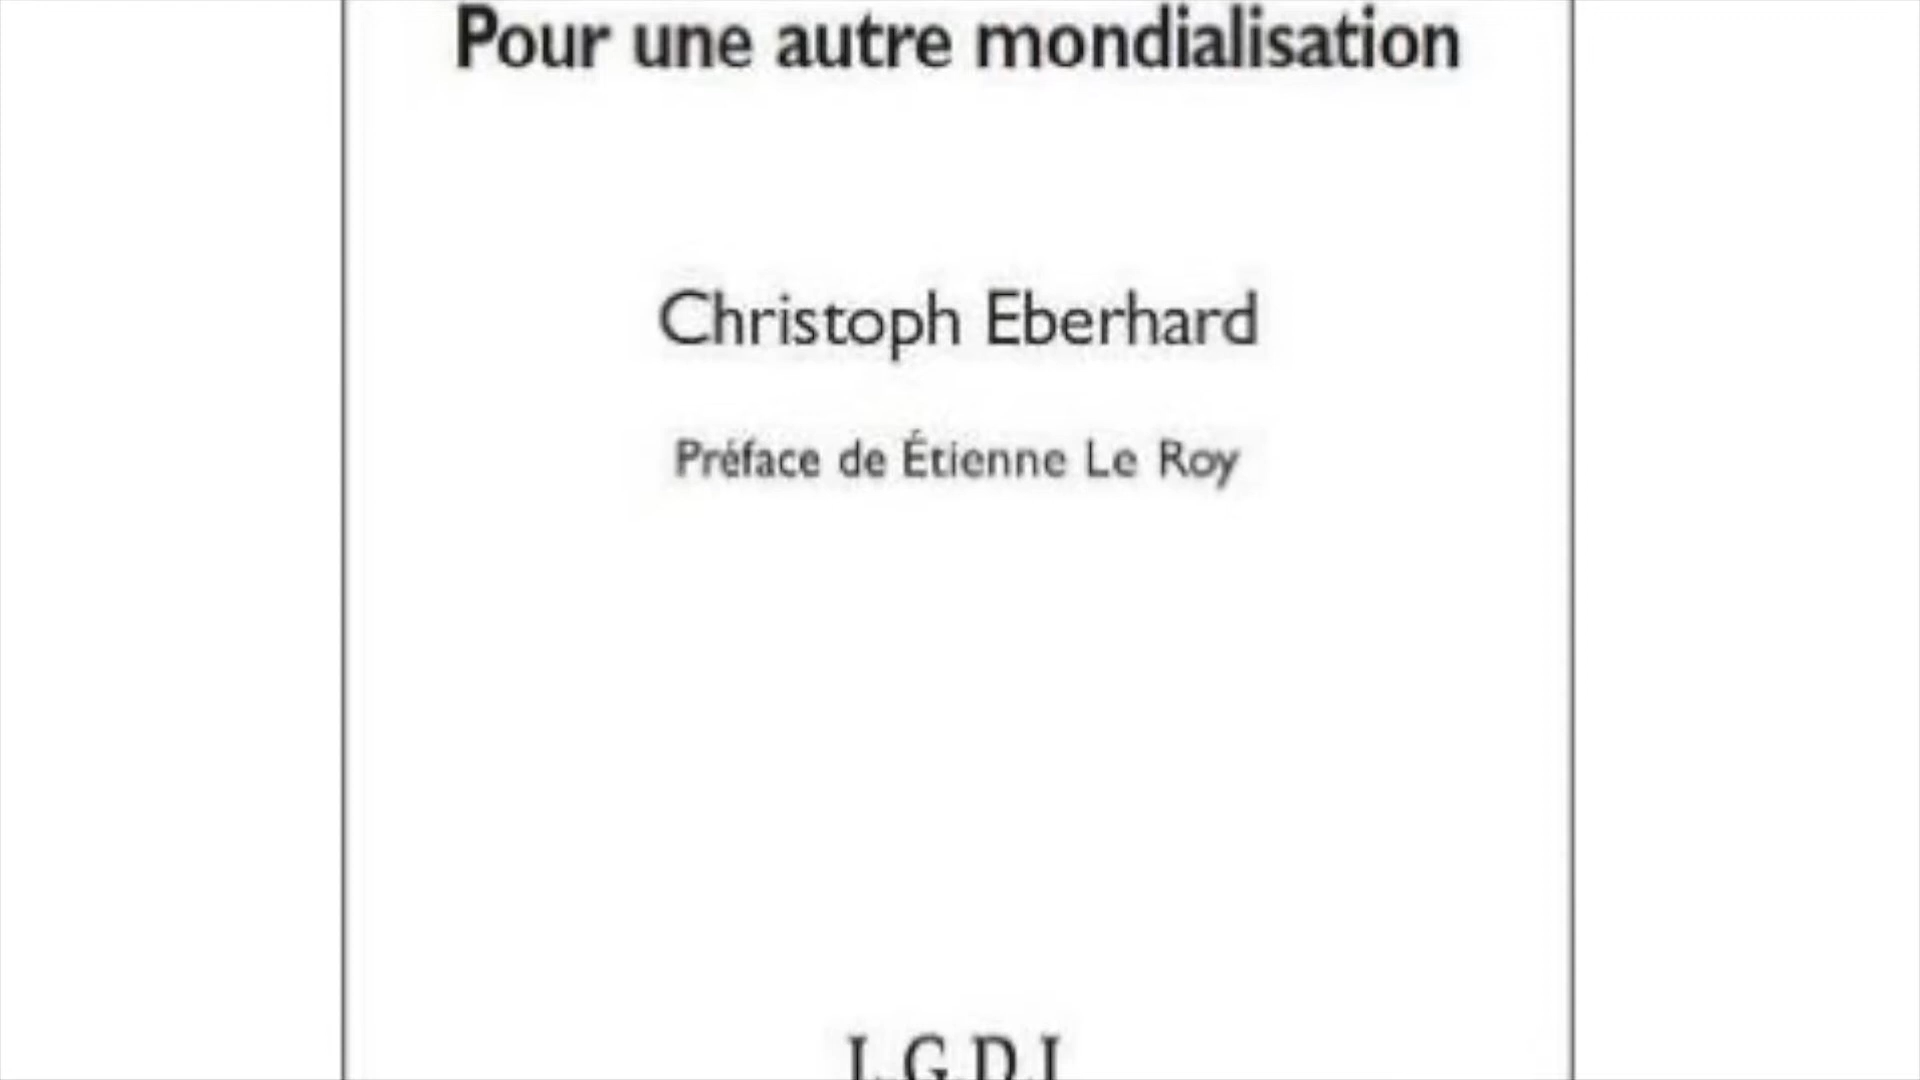 Pour une autre mondialisation
Christoph Eberhard
Préface de Étienne Le Roy
L.G.D.J